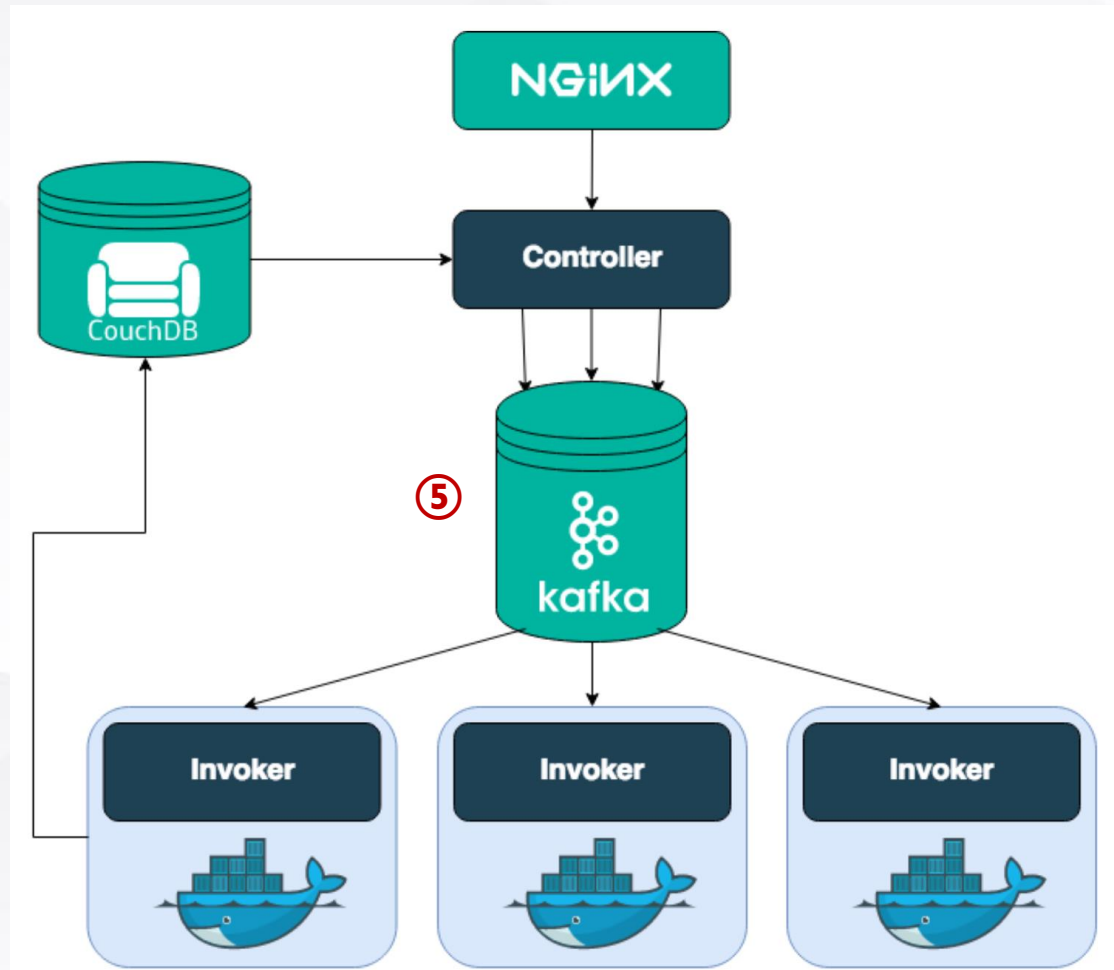 NGINX
Controller
CouchDB
⑤
kafka
Invoker
Invoker
Invoker